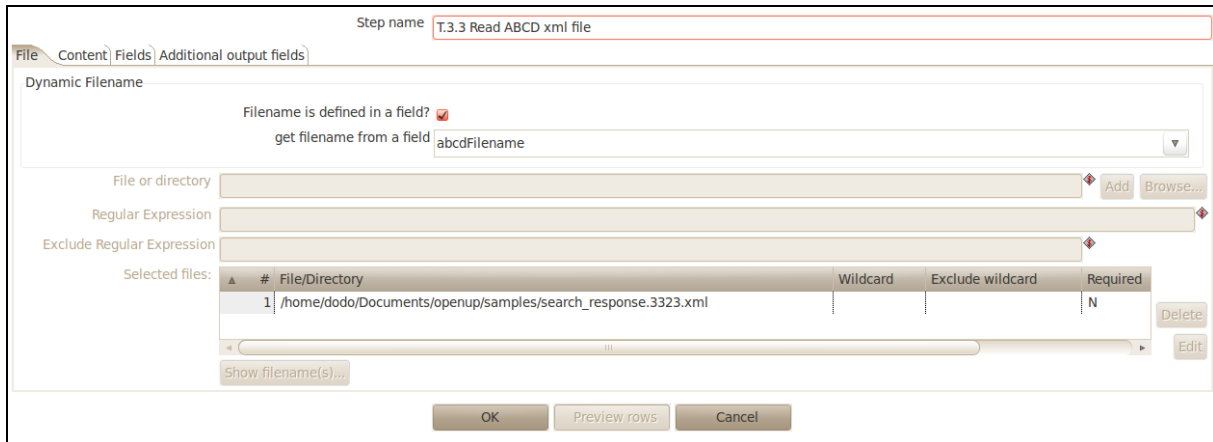 Step name T.3.3 Read ABCD xml file
File Content Fields Additional output fields
Dynamic Filename
Filename is defined in a field?
get filename from a field abcdFilename
File or directory Add Browse...
Regular Expression
Exclude Regular Expression
Selected files: # File/Directory Wildcard Exclude wildcard Required
1 /home/dodo/Documents/openup/samples/search_response.3323.xml N
Delete
Edit
Show filename(s)...
OK Preview rows Cancel